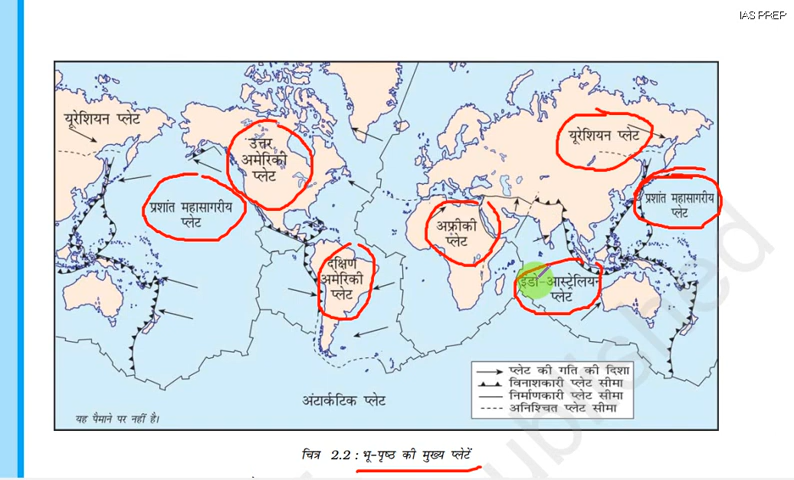 IAS PREP
यूरेशियन प्लेट
उत्तर
अमेरिकी
प्लेट
यूरेशियन प्लेट
प्रशांत महासागरीय
प्लेट
प्रशांत महासागरीय
प्लेट
अफ्रीकी
प्लेट
दक्षिण
अमेरिकी
प्लेट
इंडो-आस्ट्रेलियन
प्लेट
प्लेट की गति की दिशा
विनाशकारी प्लेट सीमा
निर्माणकारी प्लेट सीमा
अनिश्चित प्लेट सीमा
अंटार्कटिक प्लेट
यह पैमाने पर नहीं है।
चित्र 2.2 : भू-पृष्ठ की मुख्य प्लेटें